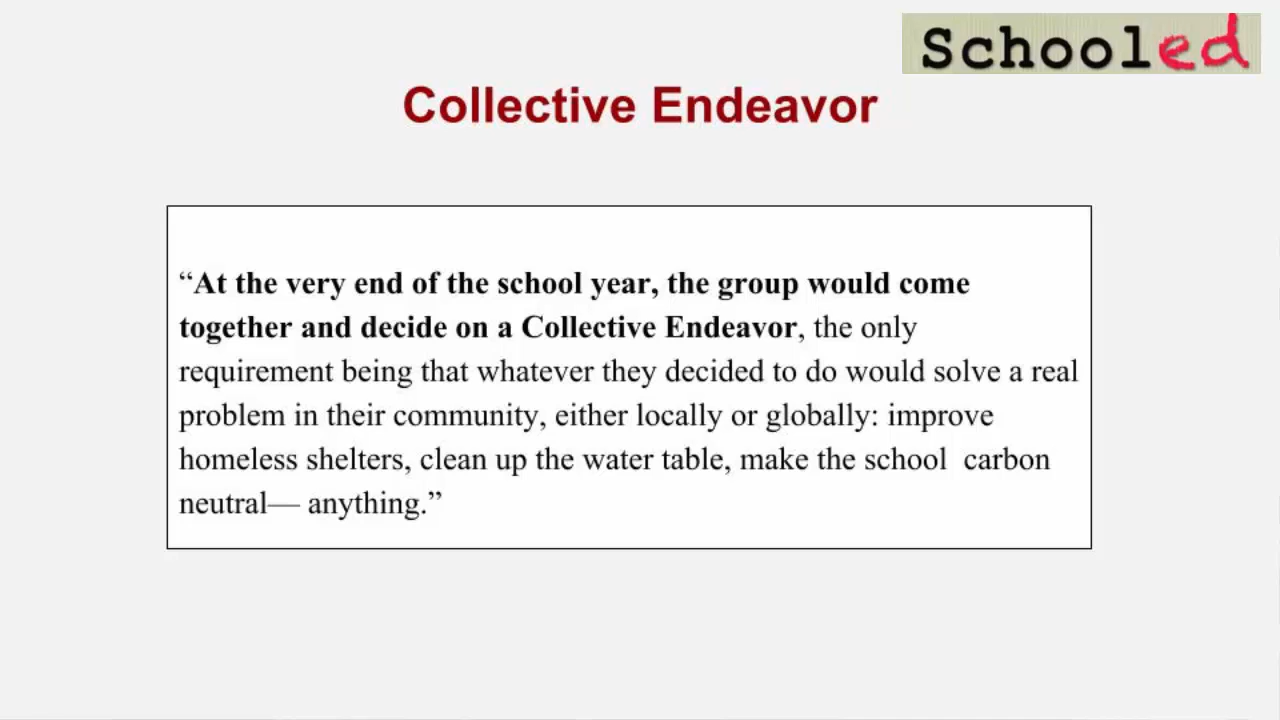 Schooled
Collective Endeavor
“At the very end of the school year, the group would come
together and decide on a Collective Endeavor, the only
requirement being that whatever they decided to do would solve a real
problem in their community, either locally or globally: improve
homeless shelters, clean up the water table, make the school  carbon
neutral— anything.”